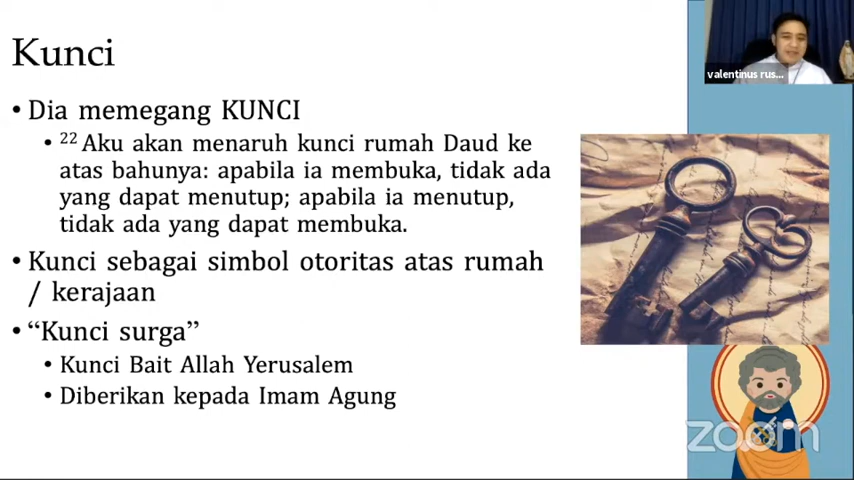 Kunci
• Dia memegang KUNCI
• 22 Aku akan menaruh kunci rumah Daud ke
atas bahunya: apabila ia membuka, tidak ada
yang dapat menutup; apabila ia menutup,
tidak ada yang dapat membuka.
• Kunci sebagai simbol otoritas atas rumah
/ kerajaan
• “Kunci surga”
• Kunci Bait Allah Yerusalem
• Diberikan kepada Imam Agung
valentinus rus...
zoom